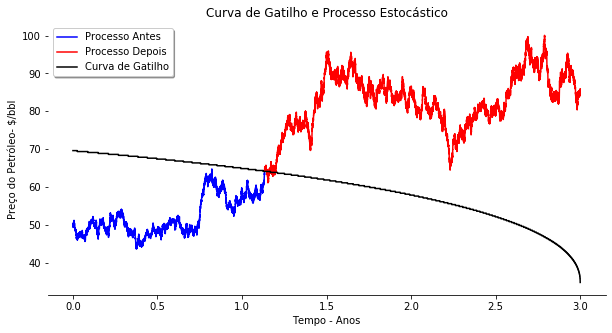 Curva de Gatilho e Processo Estocástico
Processo Antes
Processo Depois
Curva de Gatilho
Preço do Petróleo- $/bbl
100
90
80
70
60
50
40
0.0 0.5 1.0 1.5 2.0 2.5 3.0
Tempo - Anos